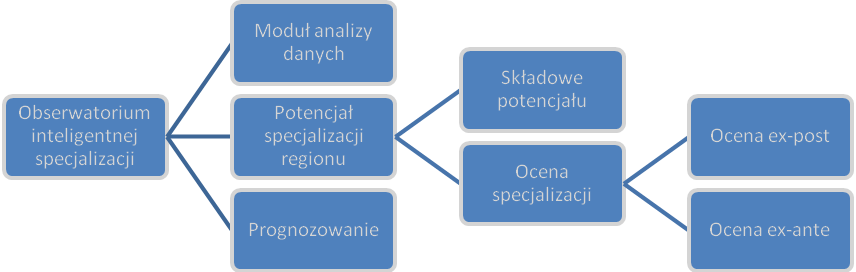 Obserwatorium
inteligentnej
specjalizacji
Moduł analizy
danych
Potencjał
specjalizacji
regionu
Prognozowanie
Składowe
potencjału
Ocena
specjalizacji
Ocena ex-post
Ocena ex-ante